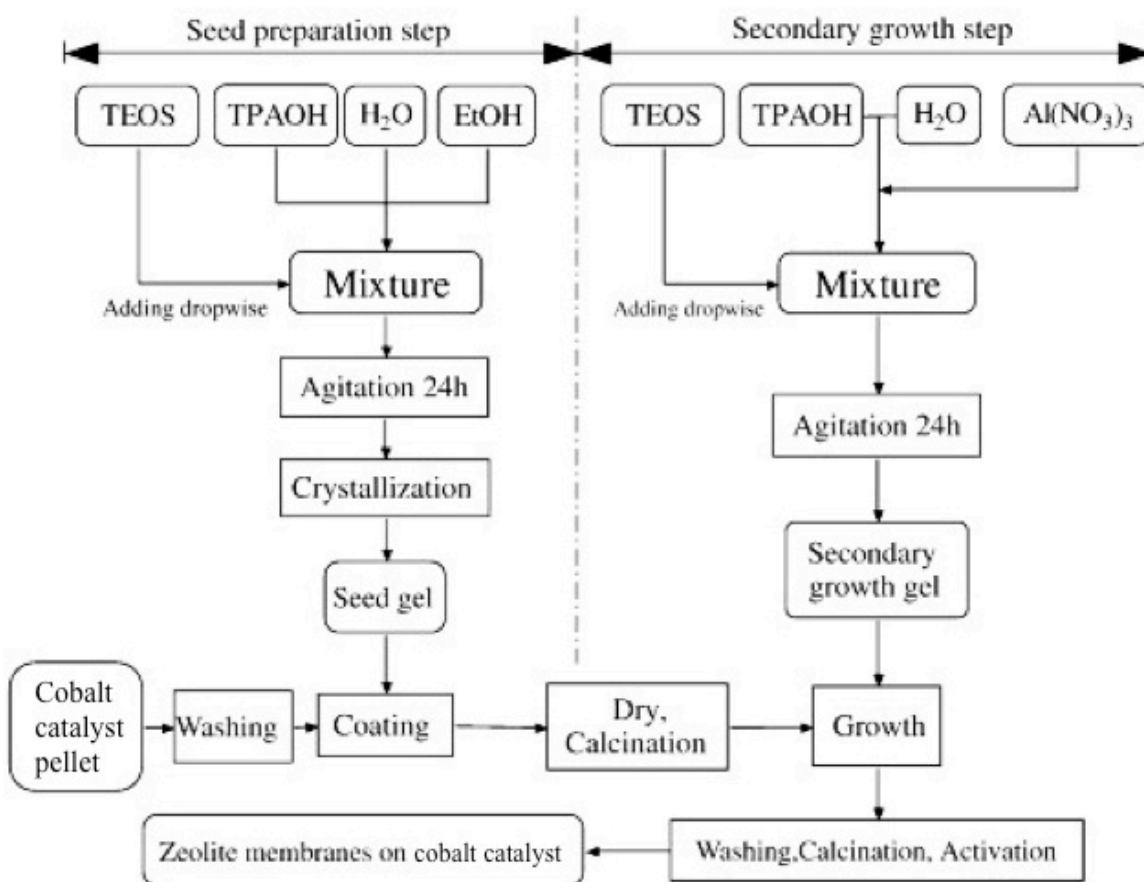 Seed preparation step
Secondary growth step
TEOS
TPAOH
H₂O
EtOH
TEOS
TPAOH
H₂O
Al(NO₃)₃
Mixture
Mixture
Adding dropwise
Adding dropwise
Agitation 24h
Agitation 24h
Crystallization
Seed gel
Secondary
growth gel
Cobalt
catalyst
pellet
Washing
Coating
Dry,
Calcination
Growth
Zeolite membranes on cobalt catalyst
Washing,Calcination, Activation